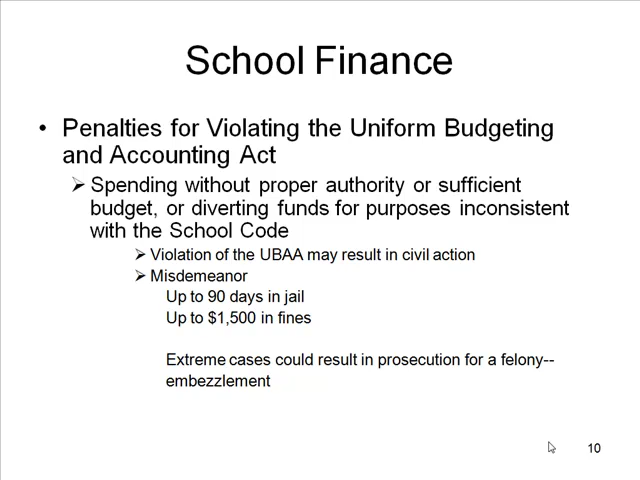 School Finance
• Penalties for Violating the Uniform Budgeting
and Accounting Act
➢ Spending without proper authority or sufficient
budget, or diverting funds for purposes inconsistent
with the School Code
➢ Violation of the UBAA may result in civil action
➢ Misdemeanor
Up to 90 days in jail
Up to $1,500 in fines
Extreme cases could result in prosecution for a felony--
embezzlement
10